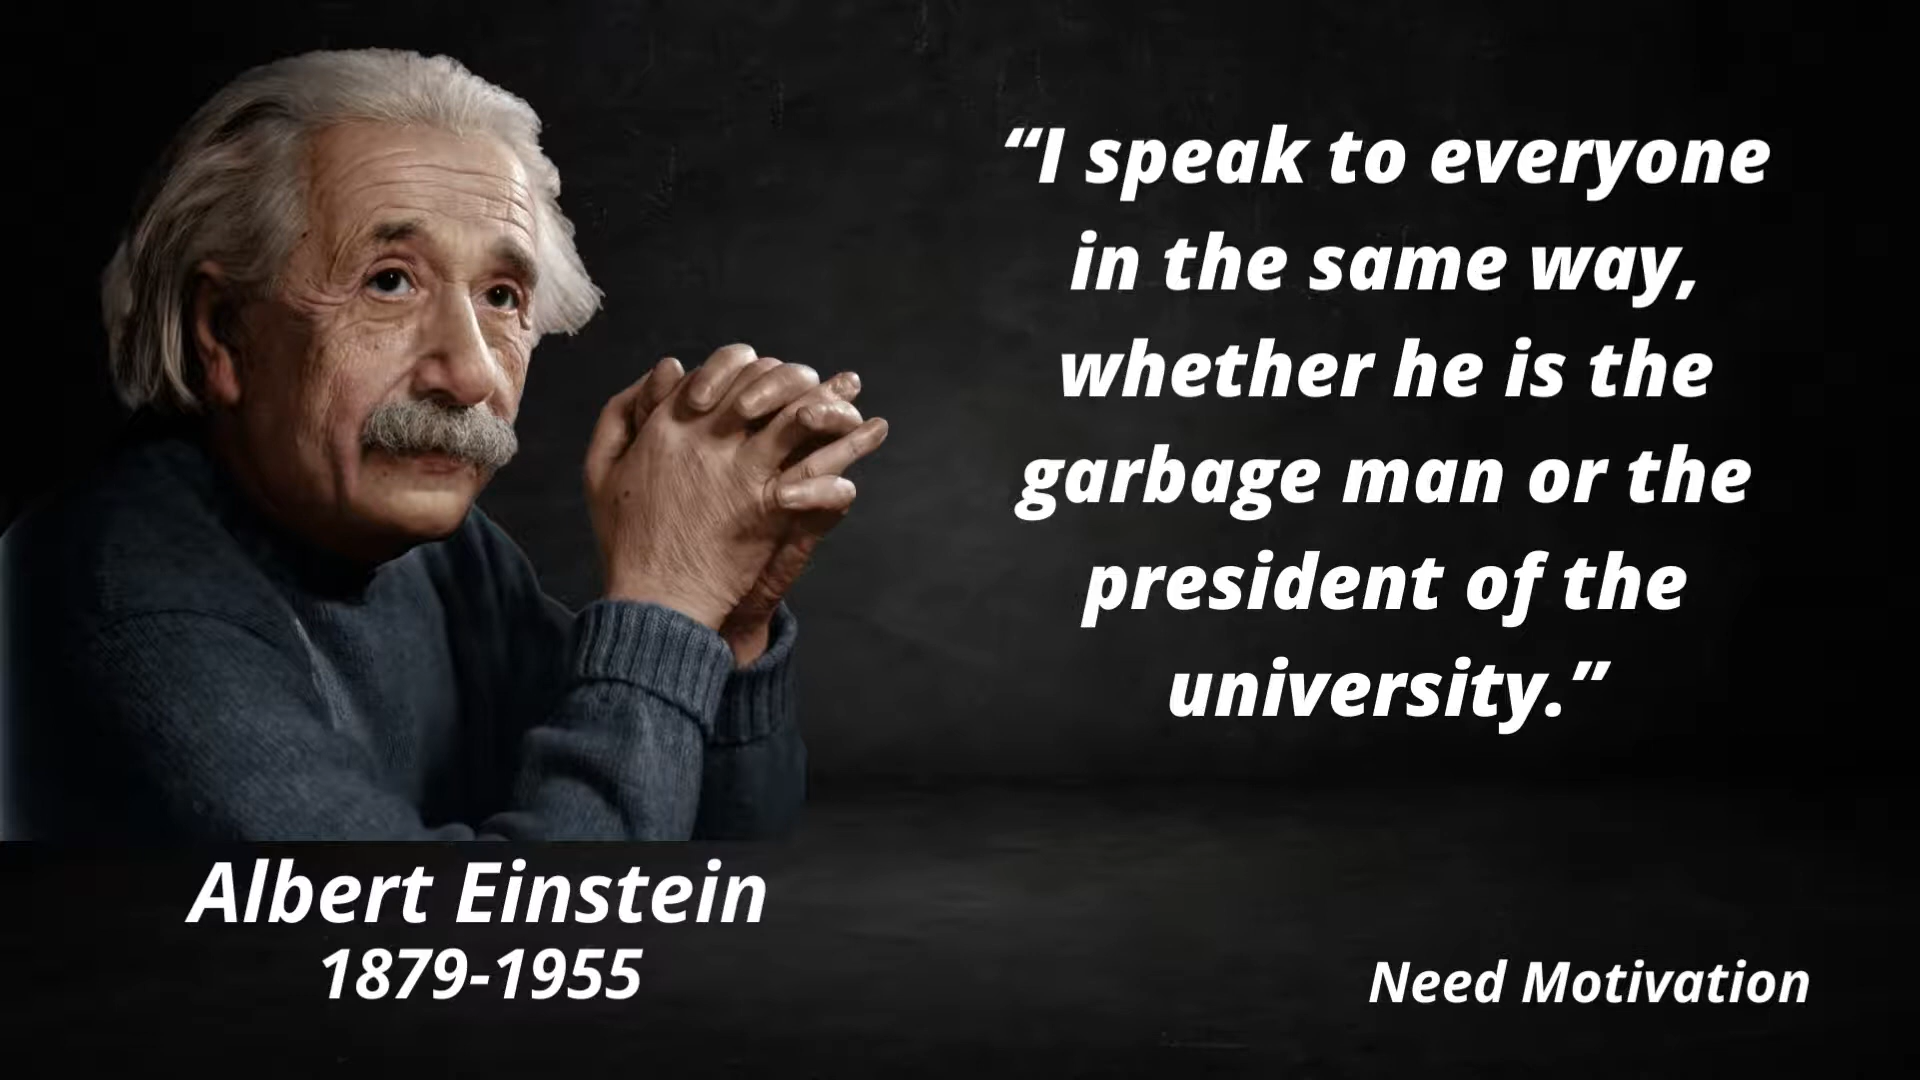 “I speak to everyone
in the same way,
whether he is the
garbage man or the
president of the
university.”
Albert Einstein
1879-1955
Need Motivation